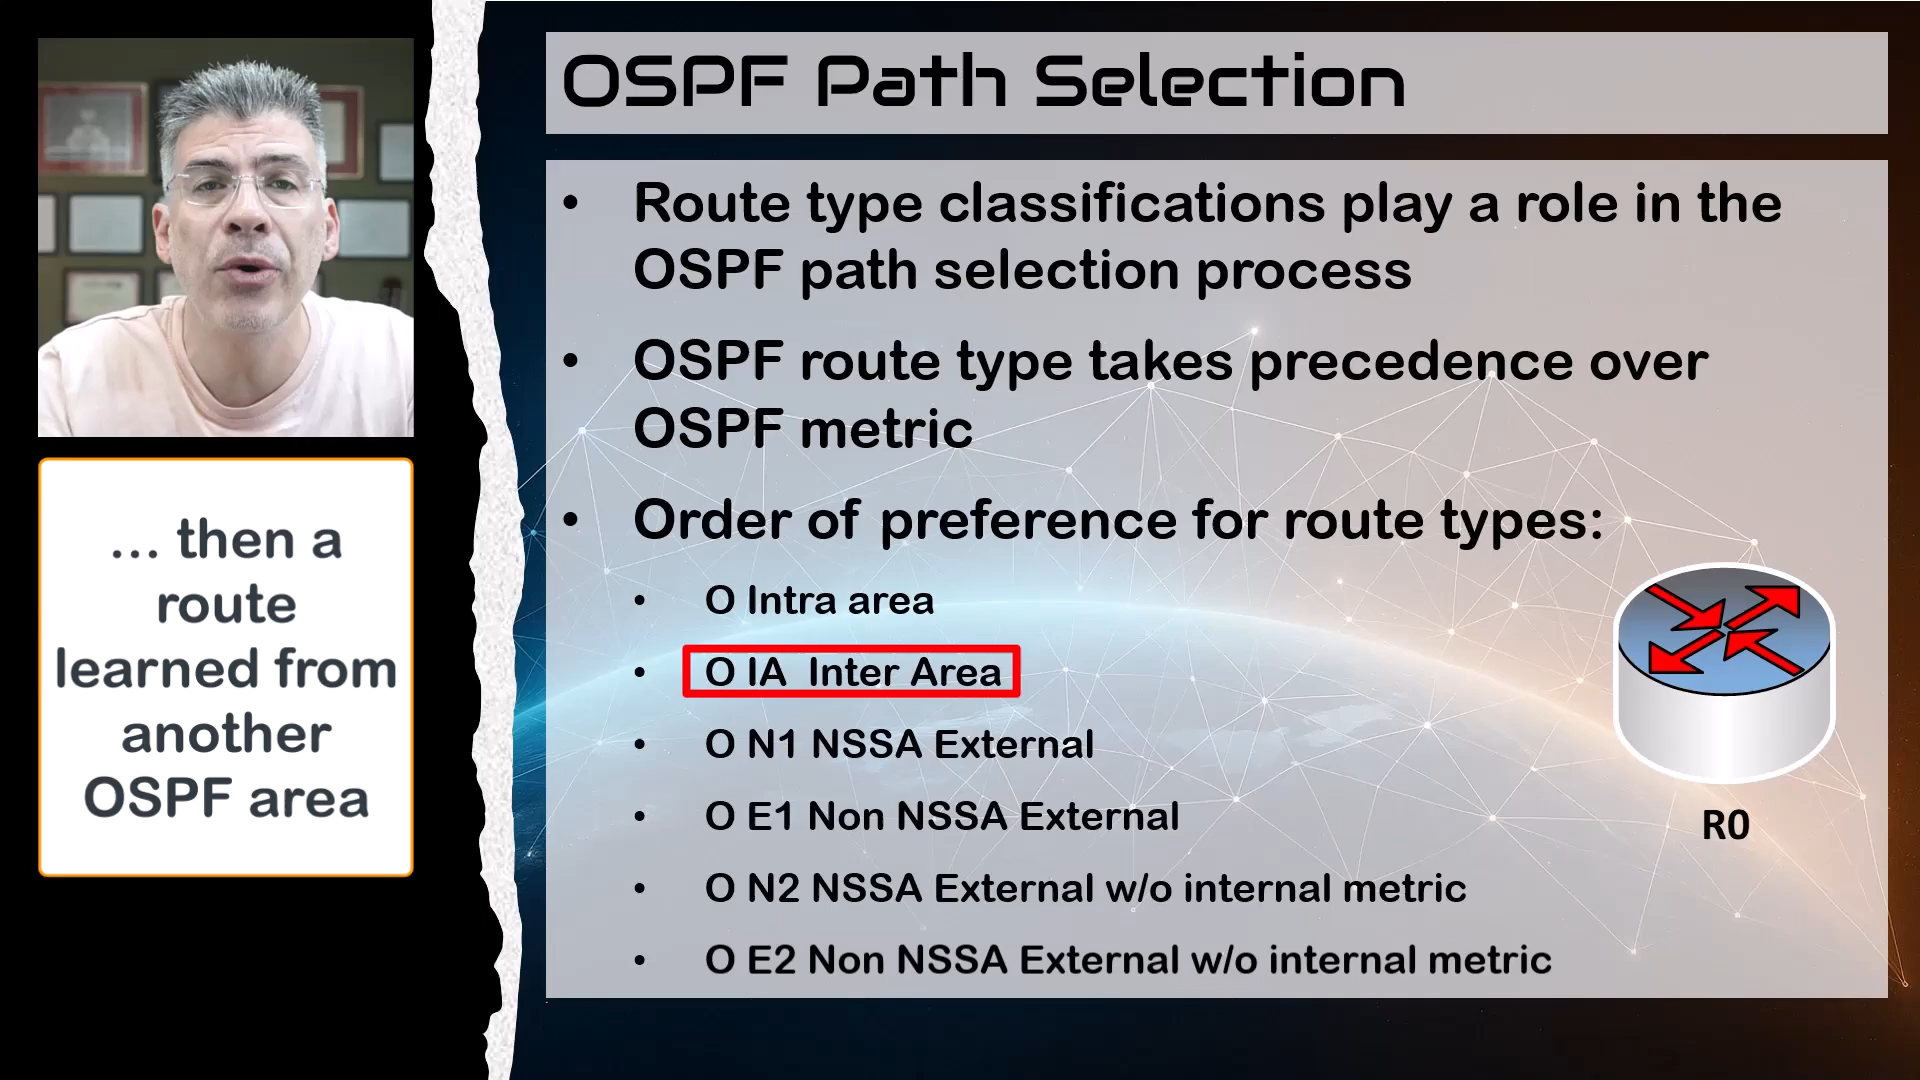 OSPF Path Selection
• Route type classifications play a role in the
OSPF path selection process
• OSPF route type takes precedence over
OSPF metric
• Order of preference for route types:
• O Intra area
• O IA  Inter Area
• O N1 NSSA External
• O E1 Non NSSA External
• O N2 NSSA External w/o internal metric
• O E2 Non NSSA External w/o internal metric
R0
... then a
route
learned from
another
OSPF area